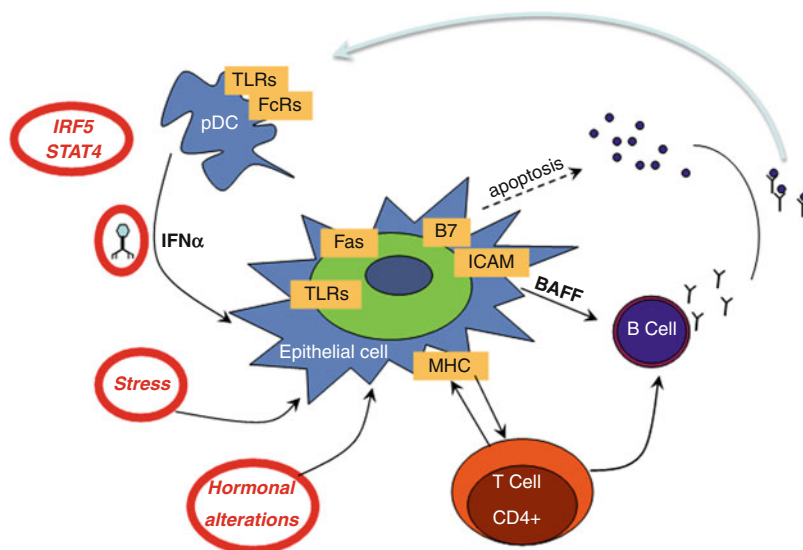 TLRs
FcRs
pDC
IRF5
STAT4
IFNα
apoptosis
Fas
B7
ICAM
TLRs
BAFF
B Cell
Epithelial cell
MHC
Stress
Hormonal
alterations
T Cell
CD4+